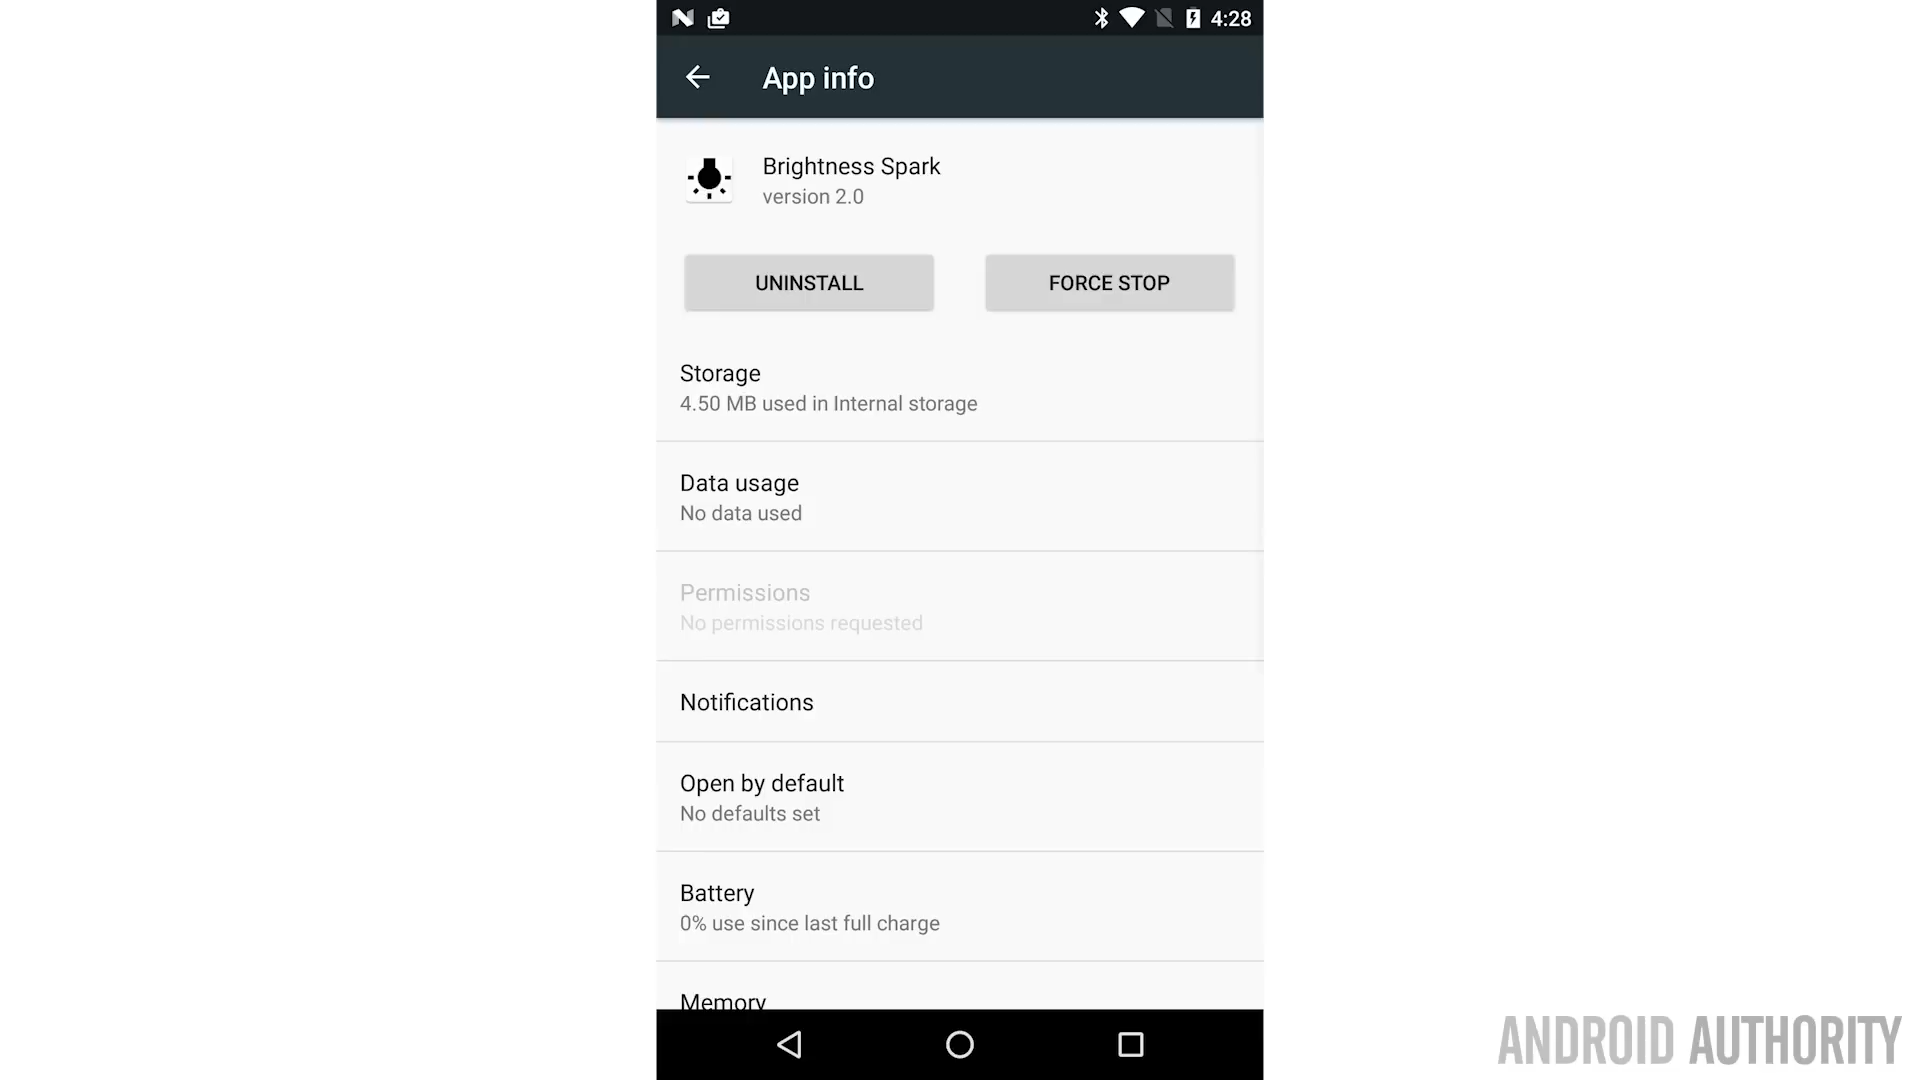 4:28
App info
Brightness Spark
version 2.0
UNINSTALL
FORCE STOP
Storage
4.50 MB used in Internal storage
Data usage
No data used
Permissions
No permissions requested
Notifications
Open by default
No defaults set
Battery
0% use since last full charge
Memory
ANDROID AUTHORITY